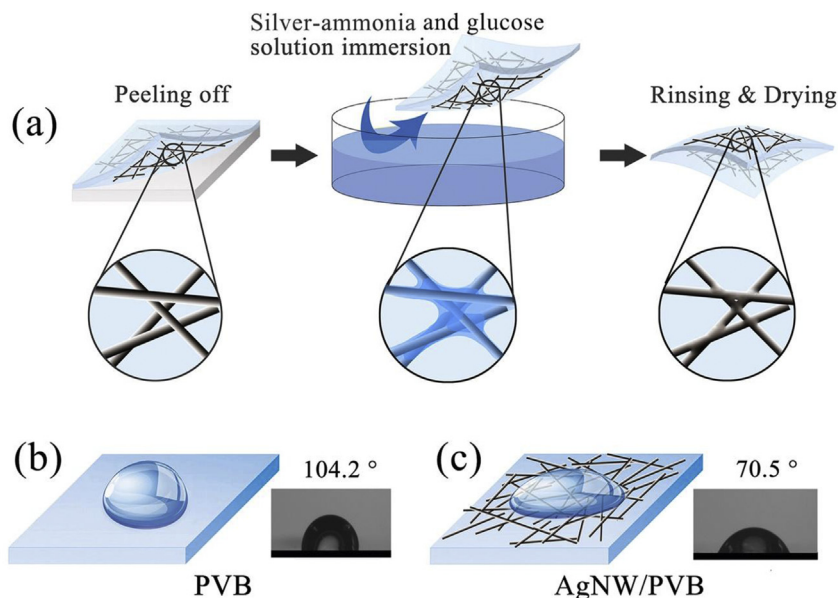 Silver-ammonia and glucose
solution immersion
Peeling off
Rinsing & Drying
(a)
(b)
104.2 °
(c)
70.5 °
PVB
AgNW/PVB